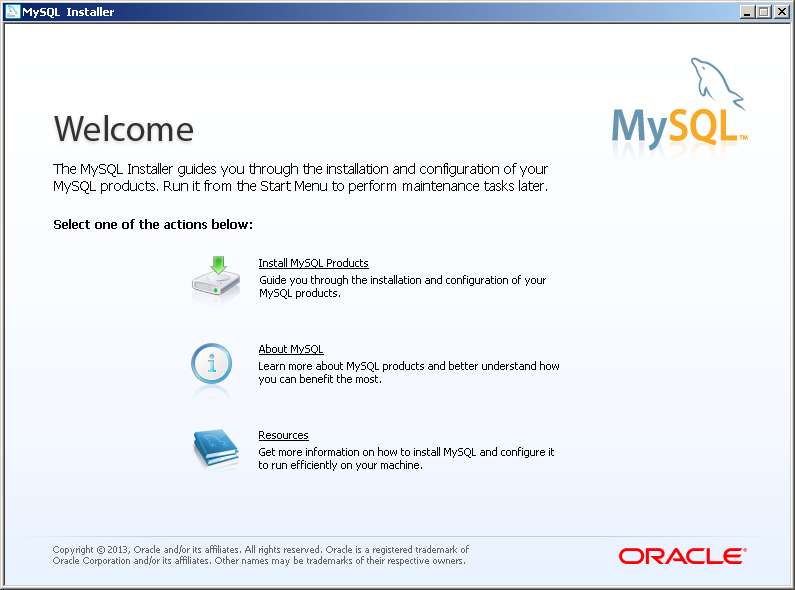 MySQL Installer
MySQL™
Welcome
The MySQL Installer guides you through the installation and configuration of your
MySQL products. Run it from the Start Menu to perform maintenance tasks later.
Select one of the actions below:
Install MySQL Products
Guide you through the installation and configuration of your
MySQL products.
About MySQL
Learn more about MySQL products and better understand how
you can benefit the most.
Resources
Get more information on how to install MySQL and configure it
to run efficiently on your machine.
Copyright © 2013, Oracle and/or its affiliates. All rights reserved. Oracle is a registered trademark of
Oracle Corporation and/or its affiliates. Other names may be trademarks of their respective owners.
ORACLE®